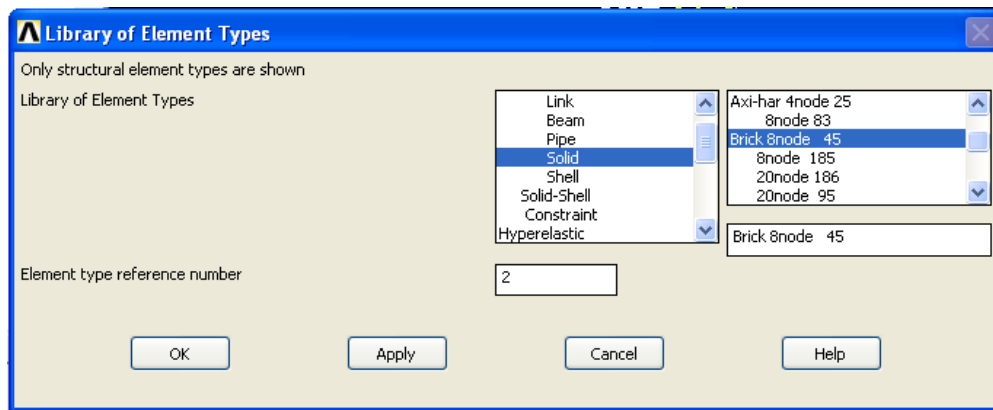 Library of Element Types
Only structural element types are shown
Library of Element Types
Link
Beam
Pipe
Solid
Shell
Solid-Shell
Constraint
Hyperelastic
Axi-har 4node 25
8node 83
Brick 8node 45
8node 185
20node 186
20node 95
Brick 8node 45
Element type reference number
2
OK
Apply
Cancel
Help